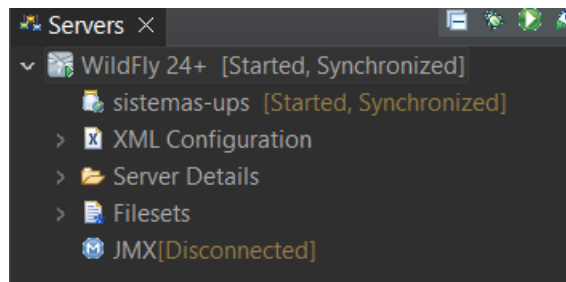 Servers
WildFly 24+ [Started, Synchronized]
sistemas-ups [Started, Synchronized]
XML Configuration
Server Details
Filesets
JMX[Disconnected]